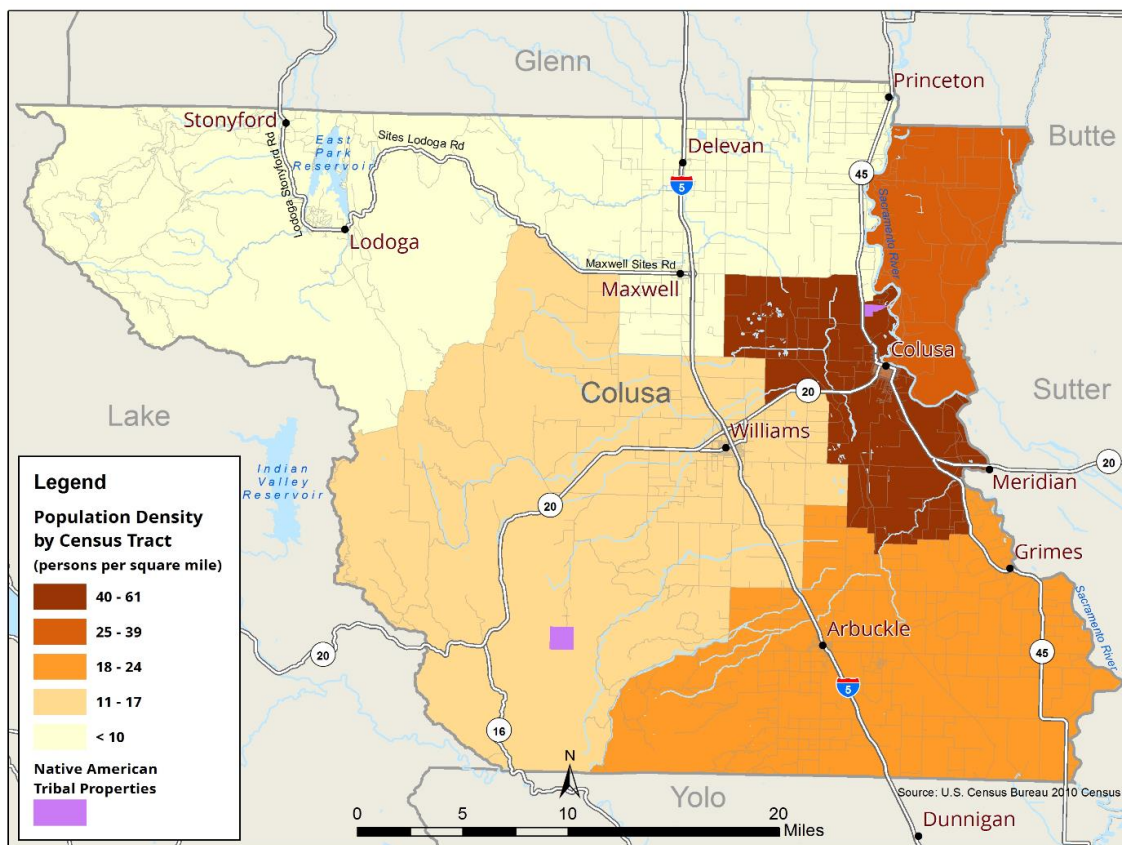 Glenn
Princeton
Stonyford
East
Park
Reservoir
Sites Lodoga Rd
Delevan
Butte
5
45
Lodoga Stonyford Rd
Sacramento River
Lodoga
Maxwell Sites Rd
Maxwell
Colusa
Colusa
Sutter
Lake
20
Williams
Indian
Valley
Reservoir
20
Meridian
20
Grimes
Sacramento River
Arbuckle
20
45
5
16
N
Yolo
Source: U.S. Census Bureau 2010 Census
Dunnigan
0 5 10 20
Miles
Legend
Population Density
by Census Tract
(persons per square mile)
40 - 61
25 - 39
18 - 24
11 - 17
< 10
Native American
Tribal Properties